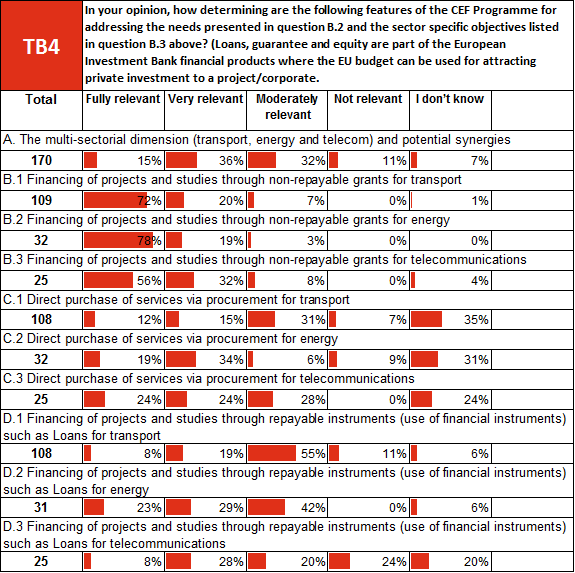 TB4
In your opinion, how determining are the following features of the CEF Programme for
addressing the needs presented in question B.2 and the sector specific objectives listed
in question B.3 above? (Loans, guarantee and equity are part of the European
Investment Bank financial products where the EU budget can be used for attracting
private investment to a project/corporate.
Total Fully relevant Very relevant Moderately relevant Not relevant I don't know
A. The multi-sectorial dimension (transport, energy and telecom) and potential synergies
170 15% 36% 32% 11% 7%
B.1 Financing of projects and studies through non-repayable grants for transport
109 72% 20% 7% 0% 1%
B.2 Financing of projects and studies through non-repayable grants for energy
32 78% 19% 3% 0% 0%
B.3 Financing of projects and studies through non-repayable grants for telecommunications
25 56% 32% 8% 0% 4%
C.1 Direct purchase of services via procurement for transport
108 12% 15% 31% 7% 35%
C.2 Direct purchase of services via procurement for energy
32 19% 34% 6% 9% 31%
C.3 Direct purchase of services via procurement for telecommunications
25 24% 24% 28% 0% 24%
D.1 Financing of projects and studies through repayable instruments (use of financial instruments)
such as Loans for transport
108 8% 19% 55% 11% 6%
D.2 Financing of projects and studies through repayable instruments (use of financial instruments)
such as Loans for energy
31 23% 29% 42% 0% 6%
D.3 Financing of projects and studies through repayable instruments (use of financial instruments)
such as Loans for telecommunications
25 8% 28% 20% 24% 20%